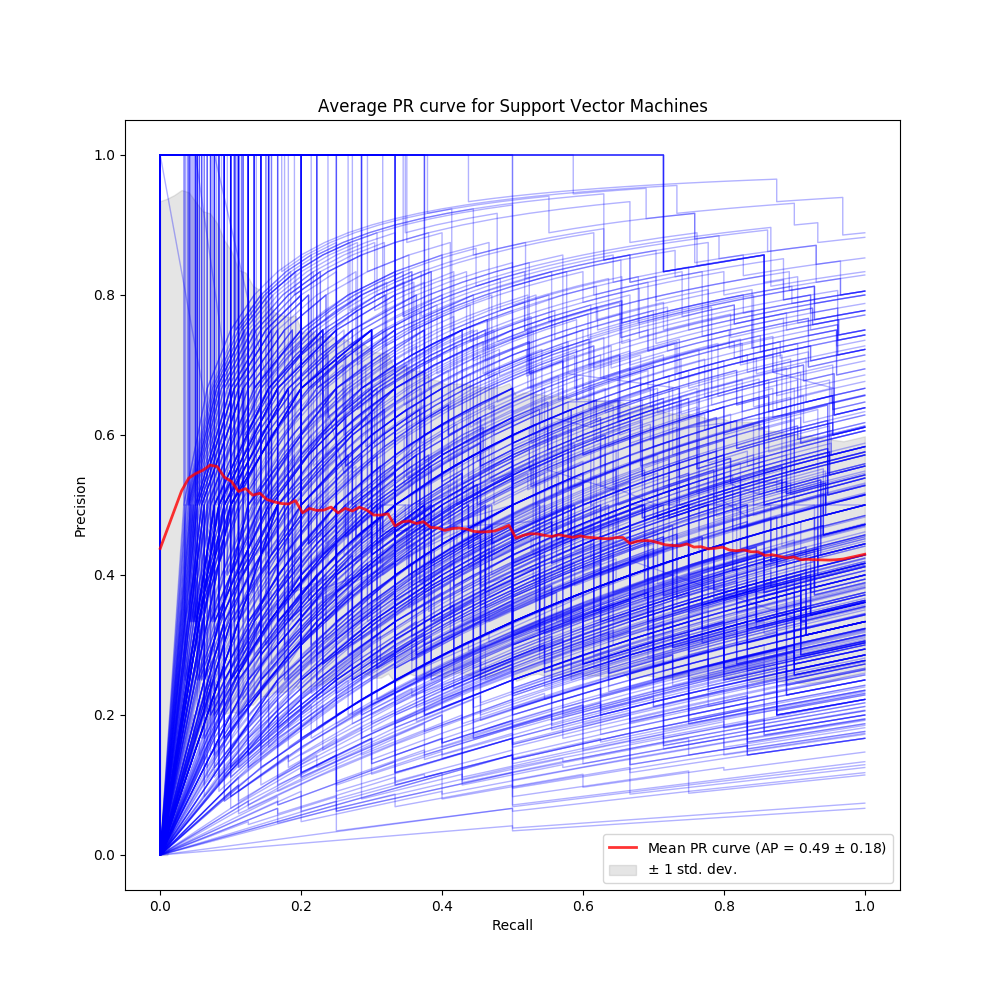 Average PR curve for Support Vector Machines
Precision
1.0
0.8
0.6
0.4
0.2
0.0
Mean PR curve (AP = 0.49 ± 0.18)
± 1 std. dev.
0.0 0.2 0.4 0.6 0.8 1.0
Recall